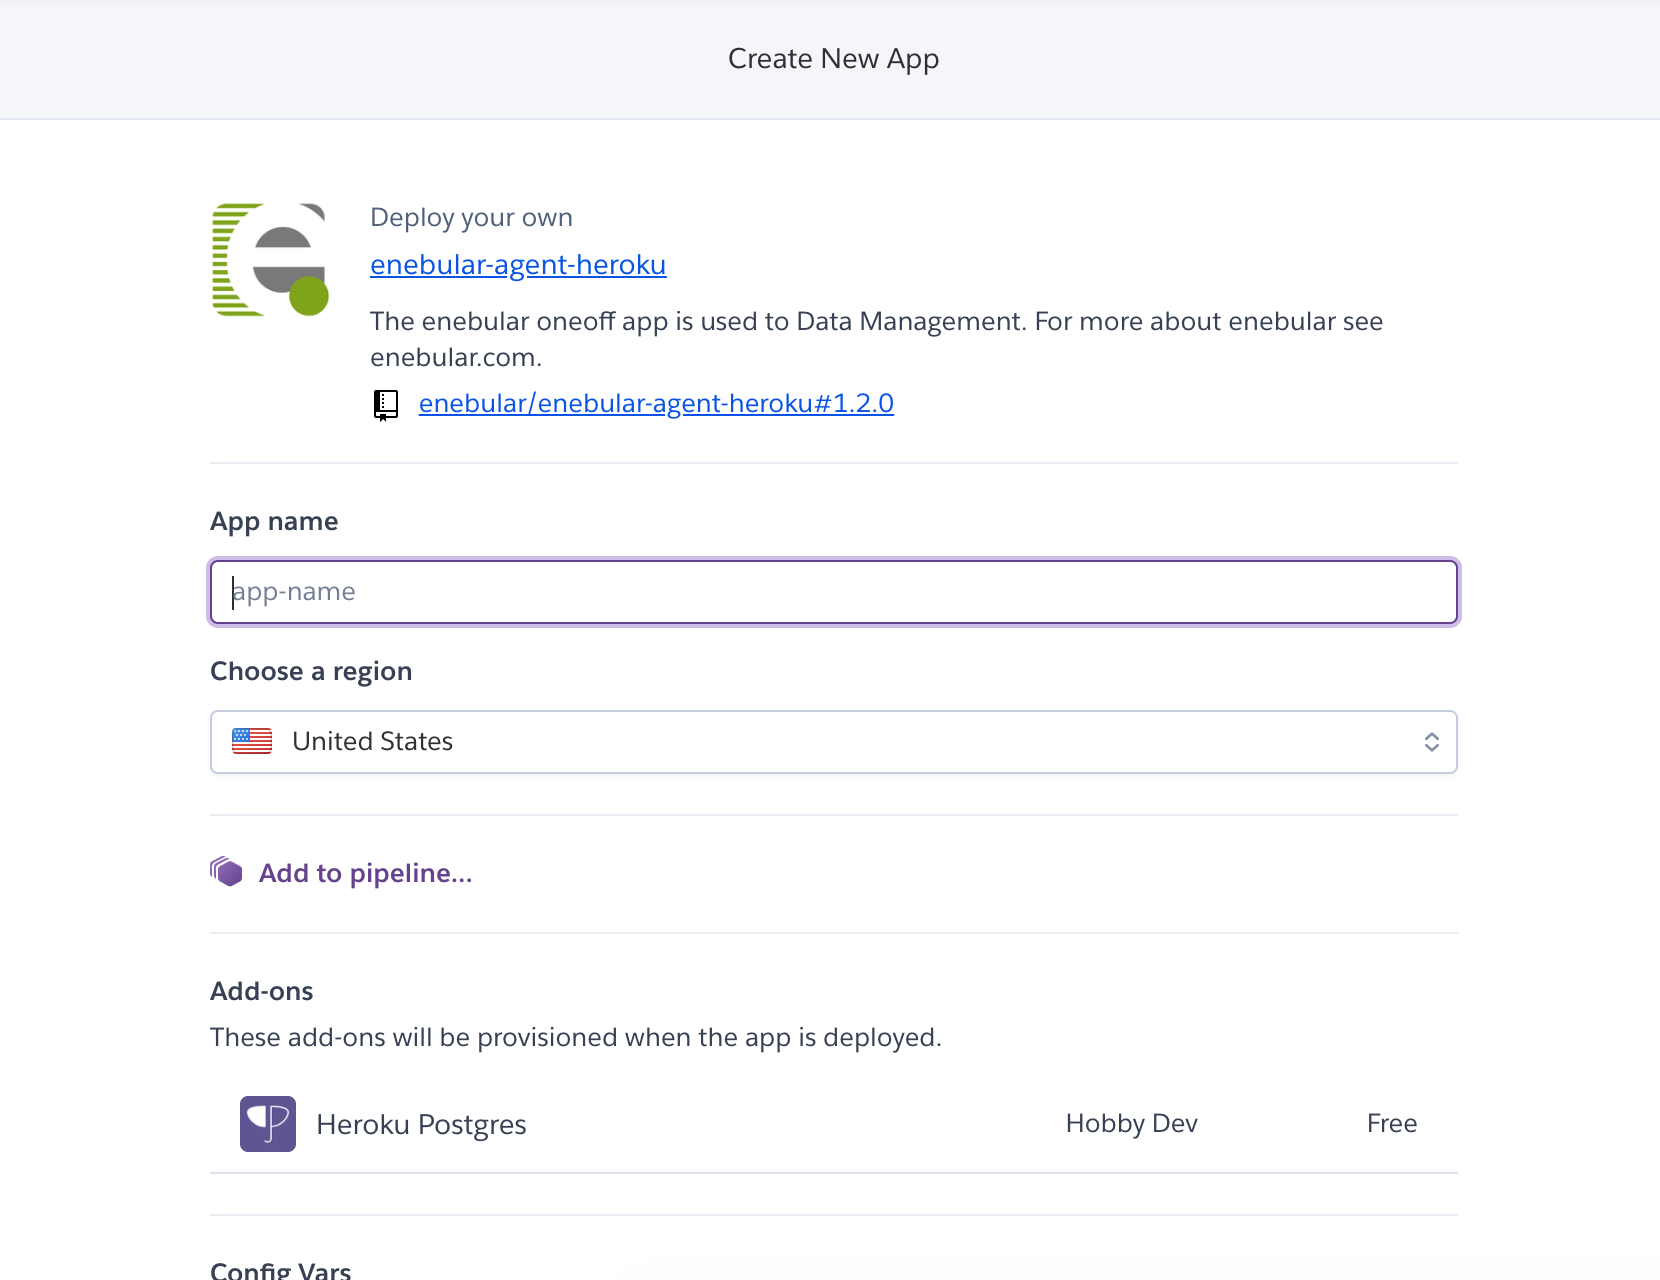 Create New App
Deploy your own
enebular-agent-heroku
The enebular oneoff app is used to Data Management. For more about enebular see
enebular.com.
enebular/enebular-agent-heroku#1.2.0
App name
app-name
Choose a region
United States
Add to pipeline...
Add-ons
These add-ons will be provisioned when the app is deployed.
Heroku Postgres Hobby Dev Free
Config Vars